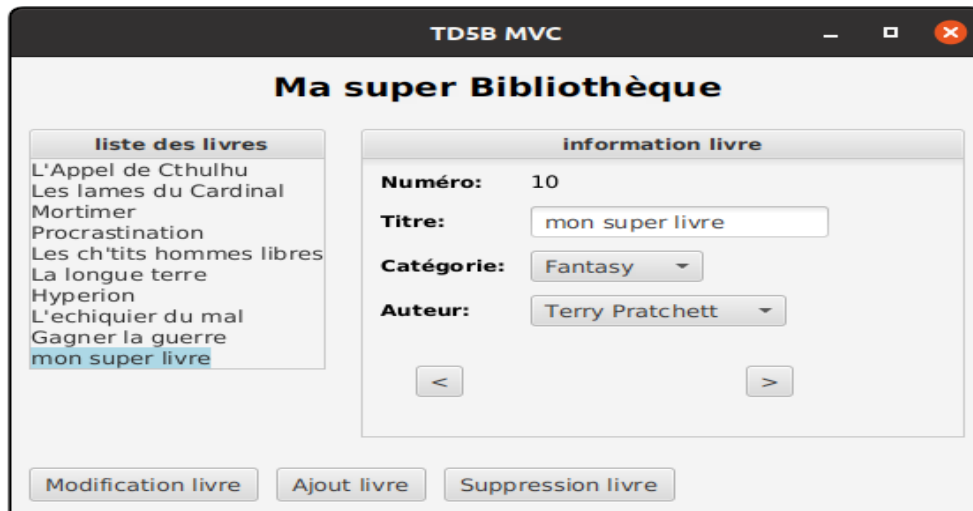 TD5B MVC
Ma super Bibliothèque
liste des livres
L'Appel de Cthulhu
Les lames du Cardinal
Mortimer
Procrastination
Les ch'tits hommes libres
La longue terre
Hyperion
L'echiquier du mal
Gagner la guerre
mon super livre
information livre
Numéro: 10
Titre: mon super livre
Catégorie: Fantasy
Auteur: Terry Pratchett
< >
Modification livre Ajout livre Suppression livre